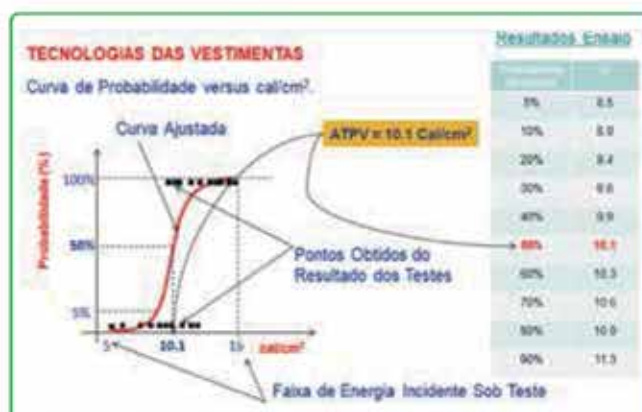 TECNOLOGIAS DAS VESTIMENTAS
Curva de Probabilidade versus cal/cm².
Curva Ajustada
ATPV = 10.1 Cal/cm²
Probabilidade (%)
100%
50%
5%
5
10.1
15
cal/cm²
Pontos Obtidos do
Resultado dos Testes
Faixa de Energia Incidente Sob Teste
Resultados Ensaio
5% 8.5
10% 8.9
20% 9.4
30% 9.6
40% 9.9
50% 10.1
60% 10.3
70% 10.6
90% 11.3